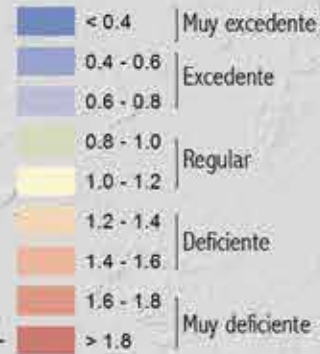 < 0.4 Muy excedente
0.4 - 0.6
Excedente
0.6 - 0.8
0.8 - 1.0
Regular
1.0 - 1.2
1.2 - 1.4
Deficiente
1.4 - 1.6
1.6 - 1.8
Muy deficiente
> 1.8